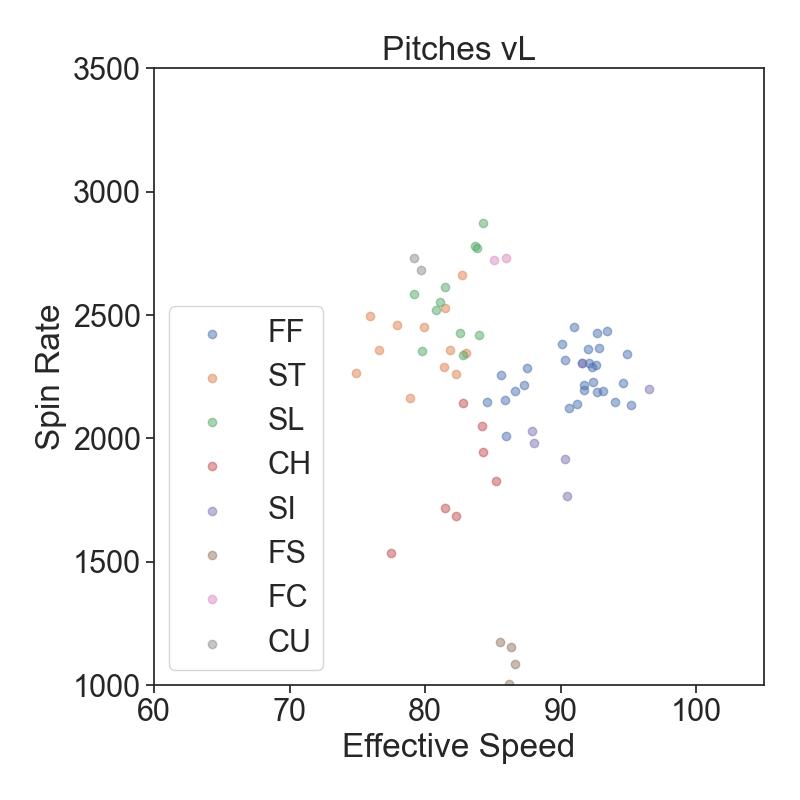 Pitches vL
3500
3000
2500
2000
1500
1000
Spin Rate
FF
ST
SL
CH
SI
FS
FC
CU
60 70 80 90 100
Effective Speed